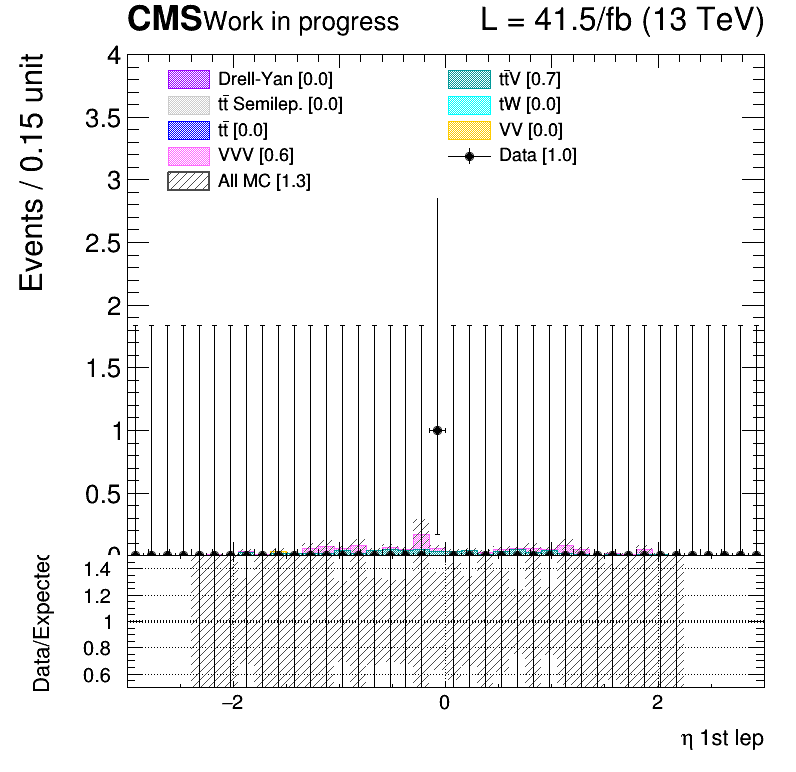 CMS Work in progress L = 41.5/fb (13 TeV)
Events / 0.15 unit
4
3.5
3
2.5
2
1.5
1
0.5
0
Drell-Yan [0.0]
tt̄ Semilep. [0.0]
tt̄ [0.0]
VVV [0.6]
All MC [1.3]
tt̄V [0.7]
tW [0.0]
VV [0.0]
Data [1.0]
Data/Expected
1.4
1.2
1
0.8
0.6
−2 0 2
η 1st lep